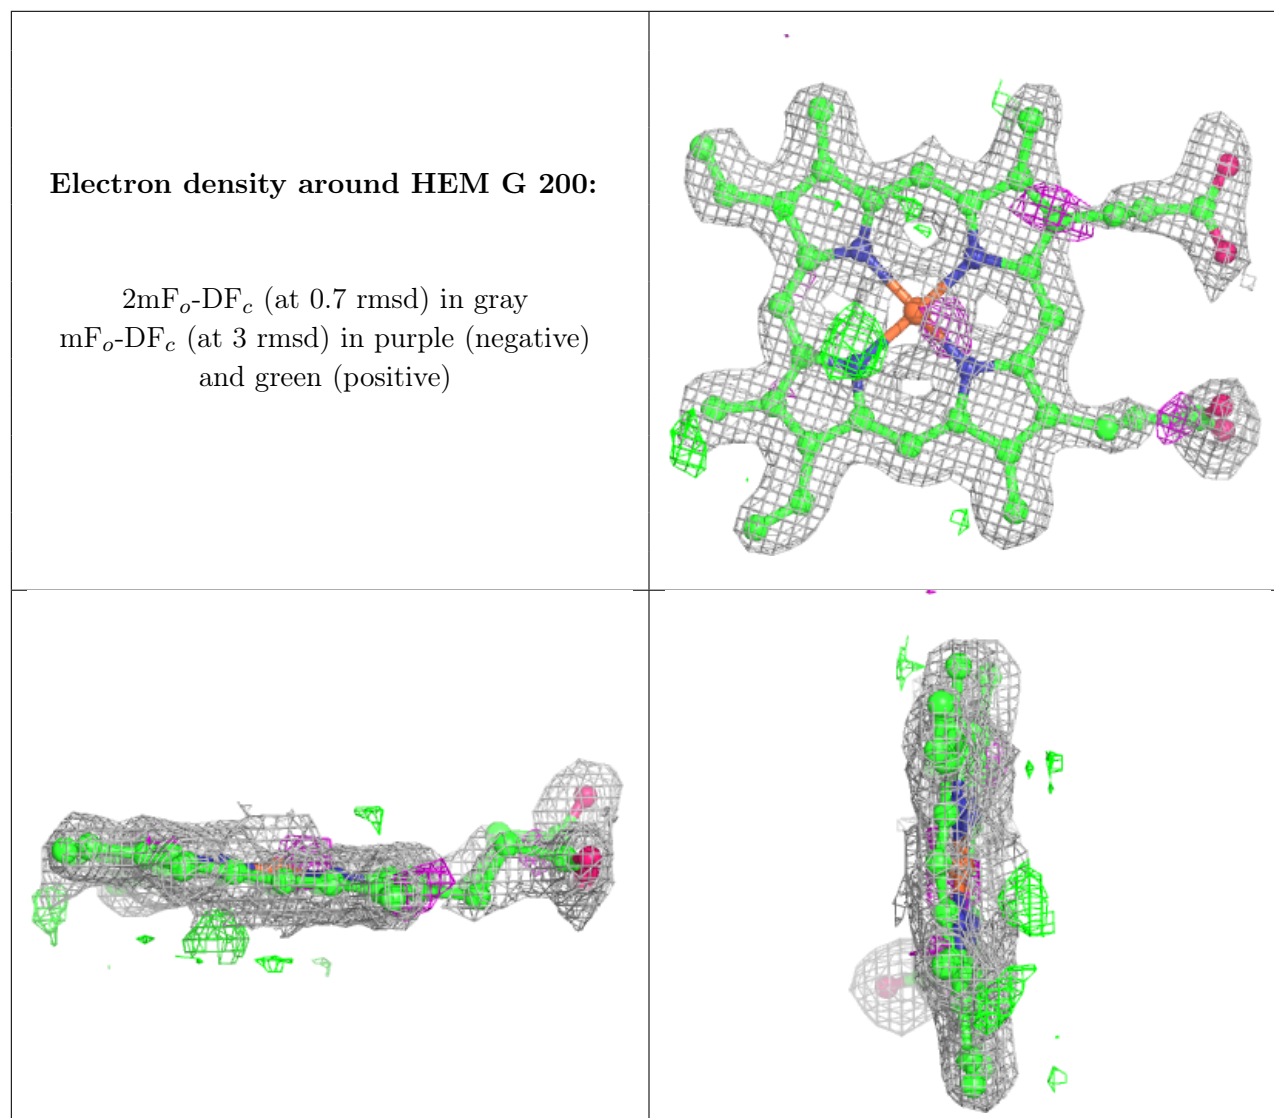 Electron density around HEM G 200:
2mFo-DFc (at 0.7 rmsd) in gray
mFo-DFc (at 3 rmsd) in purple (negative)
and green (positive)